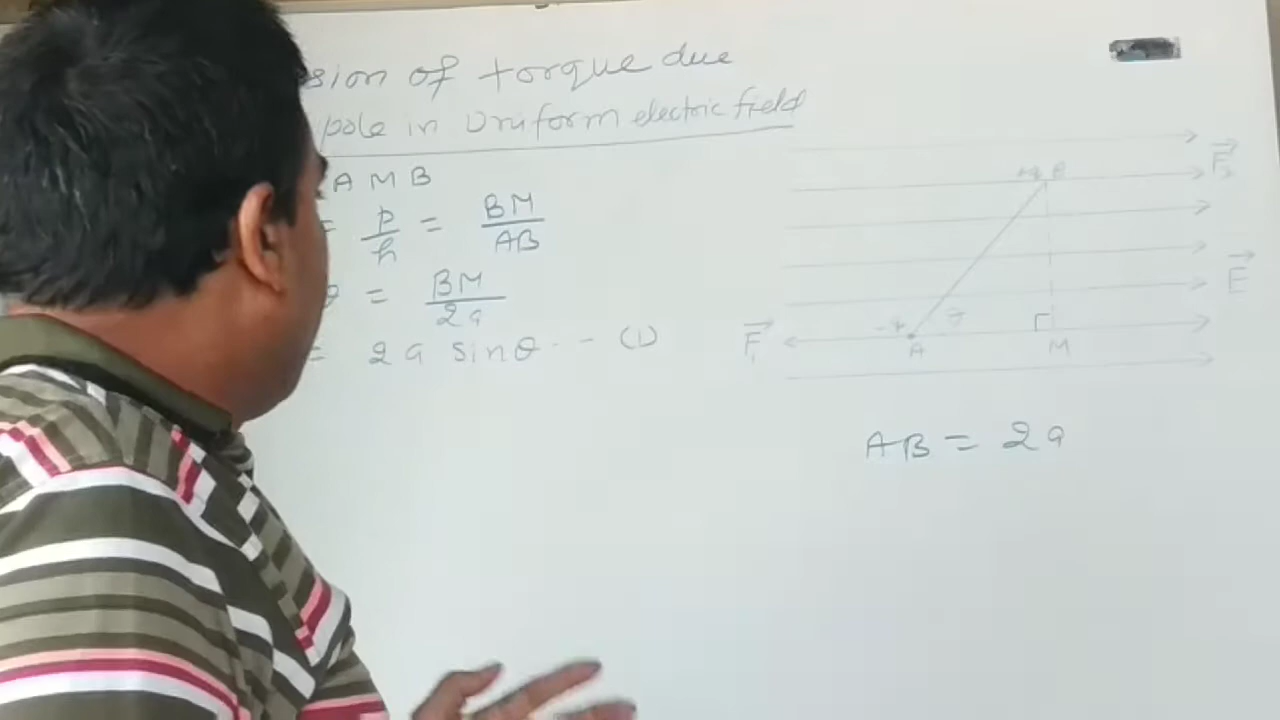 sion of torque due
pole in Uniform electric field
A M B
= p/h = BM/AB
θ = BM/2a
= 2a sinθ - - (1)
F₂
+q B
E
F₁
-q θ
A M
AB = 2a